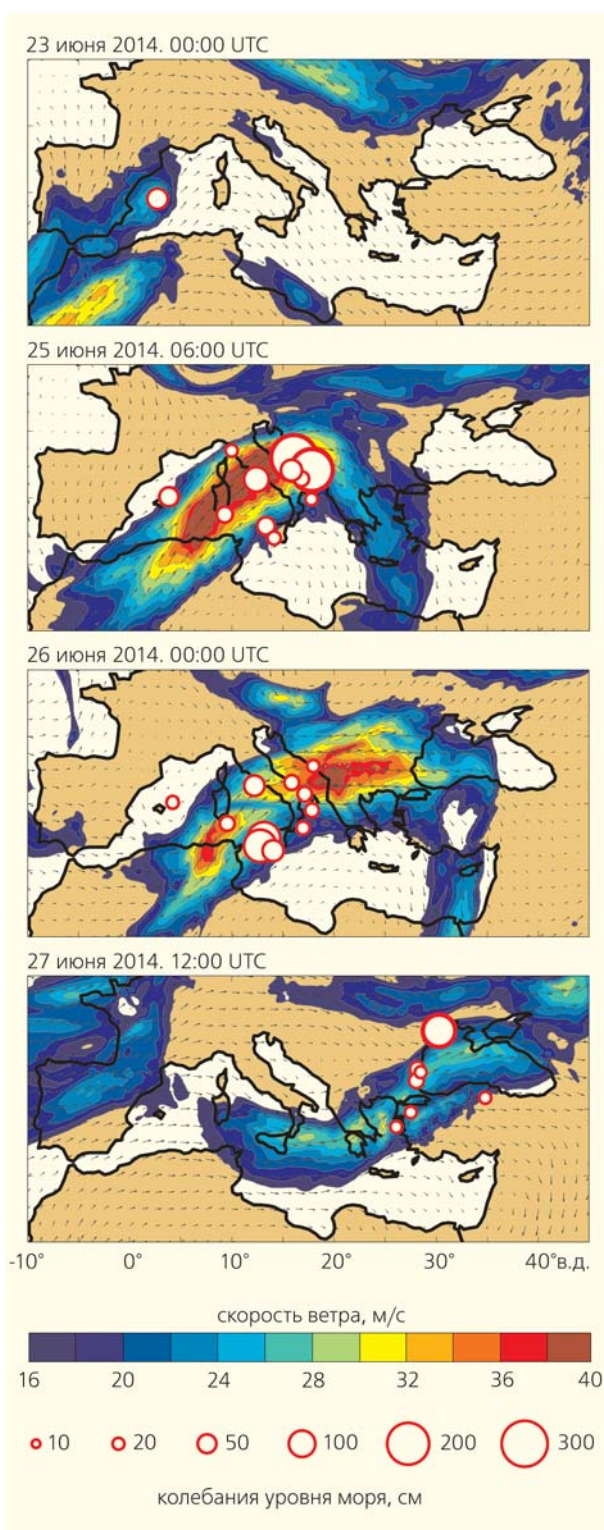 23 июня 2014. 00:00 UTC
25 июня 2014. 06:00 UTC
26 июня 2014. 00:00 UTC
27 июня 2014. 12:00 UTC
-10° 0° 10° 20° 30° 40°в.д.
скорость ветра, м/с
16 20 24 28 32 36 40
10 20 50 100 200 300
колебания уровня моря, см